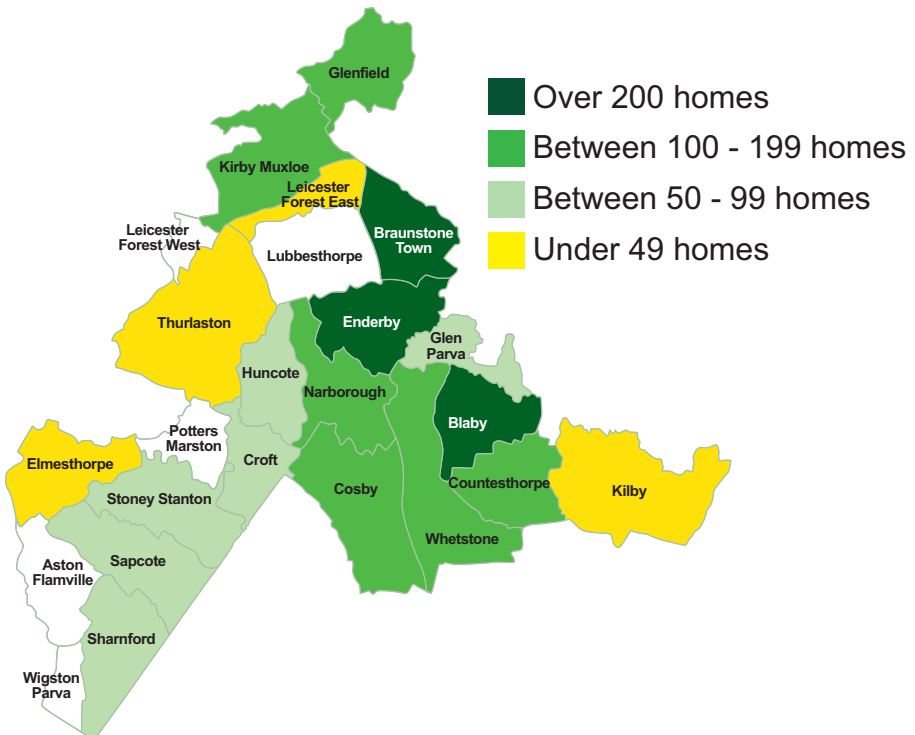 Glenfield
Over 200 homes
Between 100 - 199 homes
Kirby Muxloe
Leicester
Forest East
Between 50 - 99 homes
Leicester
Forest West
Braunstone
Town
Lubbesthorpe
Under 49 homes
Thurlaston
Enderby
Glen
Parva
Huncote
Narborough
Blaby
Potters
Marston
Elmesthorpe
Croft
Stoney Stanton
Cosby
Countesthorpe
Kilby
Whetstone
Aston
Flamville
Sapcote
Sharnford
Wigston
Parva